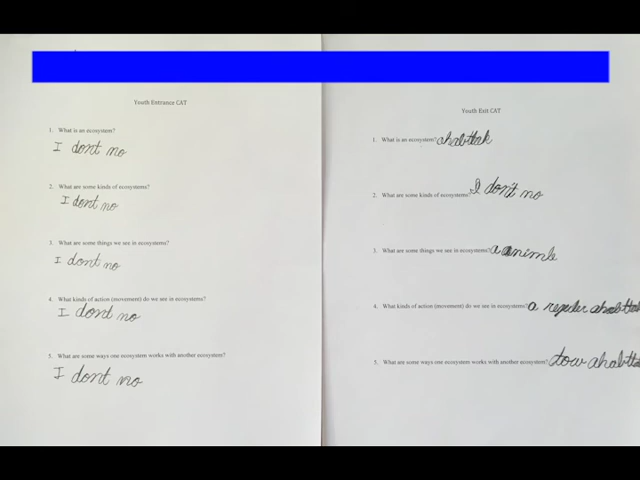 Youth Entrance CAT
1. What is an ecosystem?
I dont no
2. What are some kinds of ecosystems?
I dont no
3. What are some things we see in ecosystems?
I dont no
4. What kinds of action (movement) do we see in ecosystems?
I dont no
5. What are some ways one ecosystem works with another ecosystem?
I dont no
Youth Exit CAT
1. What is an ecosystem? ahabttak
2. What are some kinds of ecosystems? I don't no
3. What are some things we see in ecosystems? a animle
4. What kinds of action (movement) do we see in ecosystems? a
5. What are some ways one ecosystem works with another ecosystem? tow